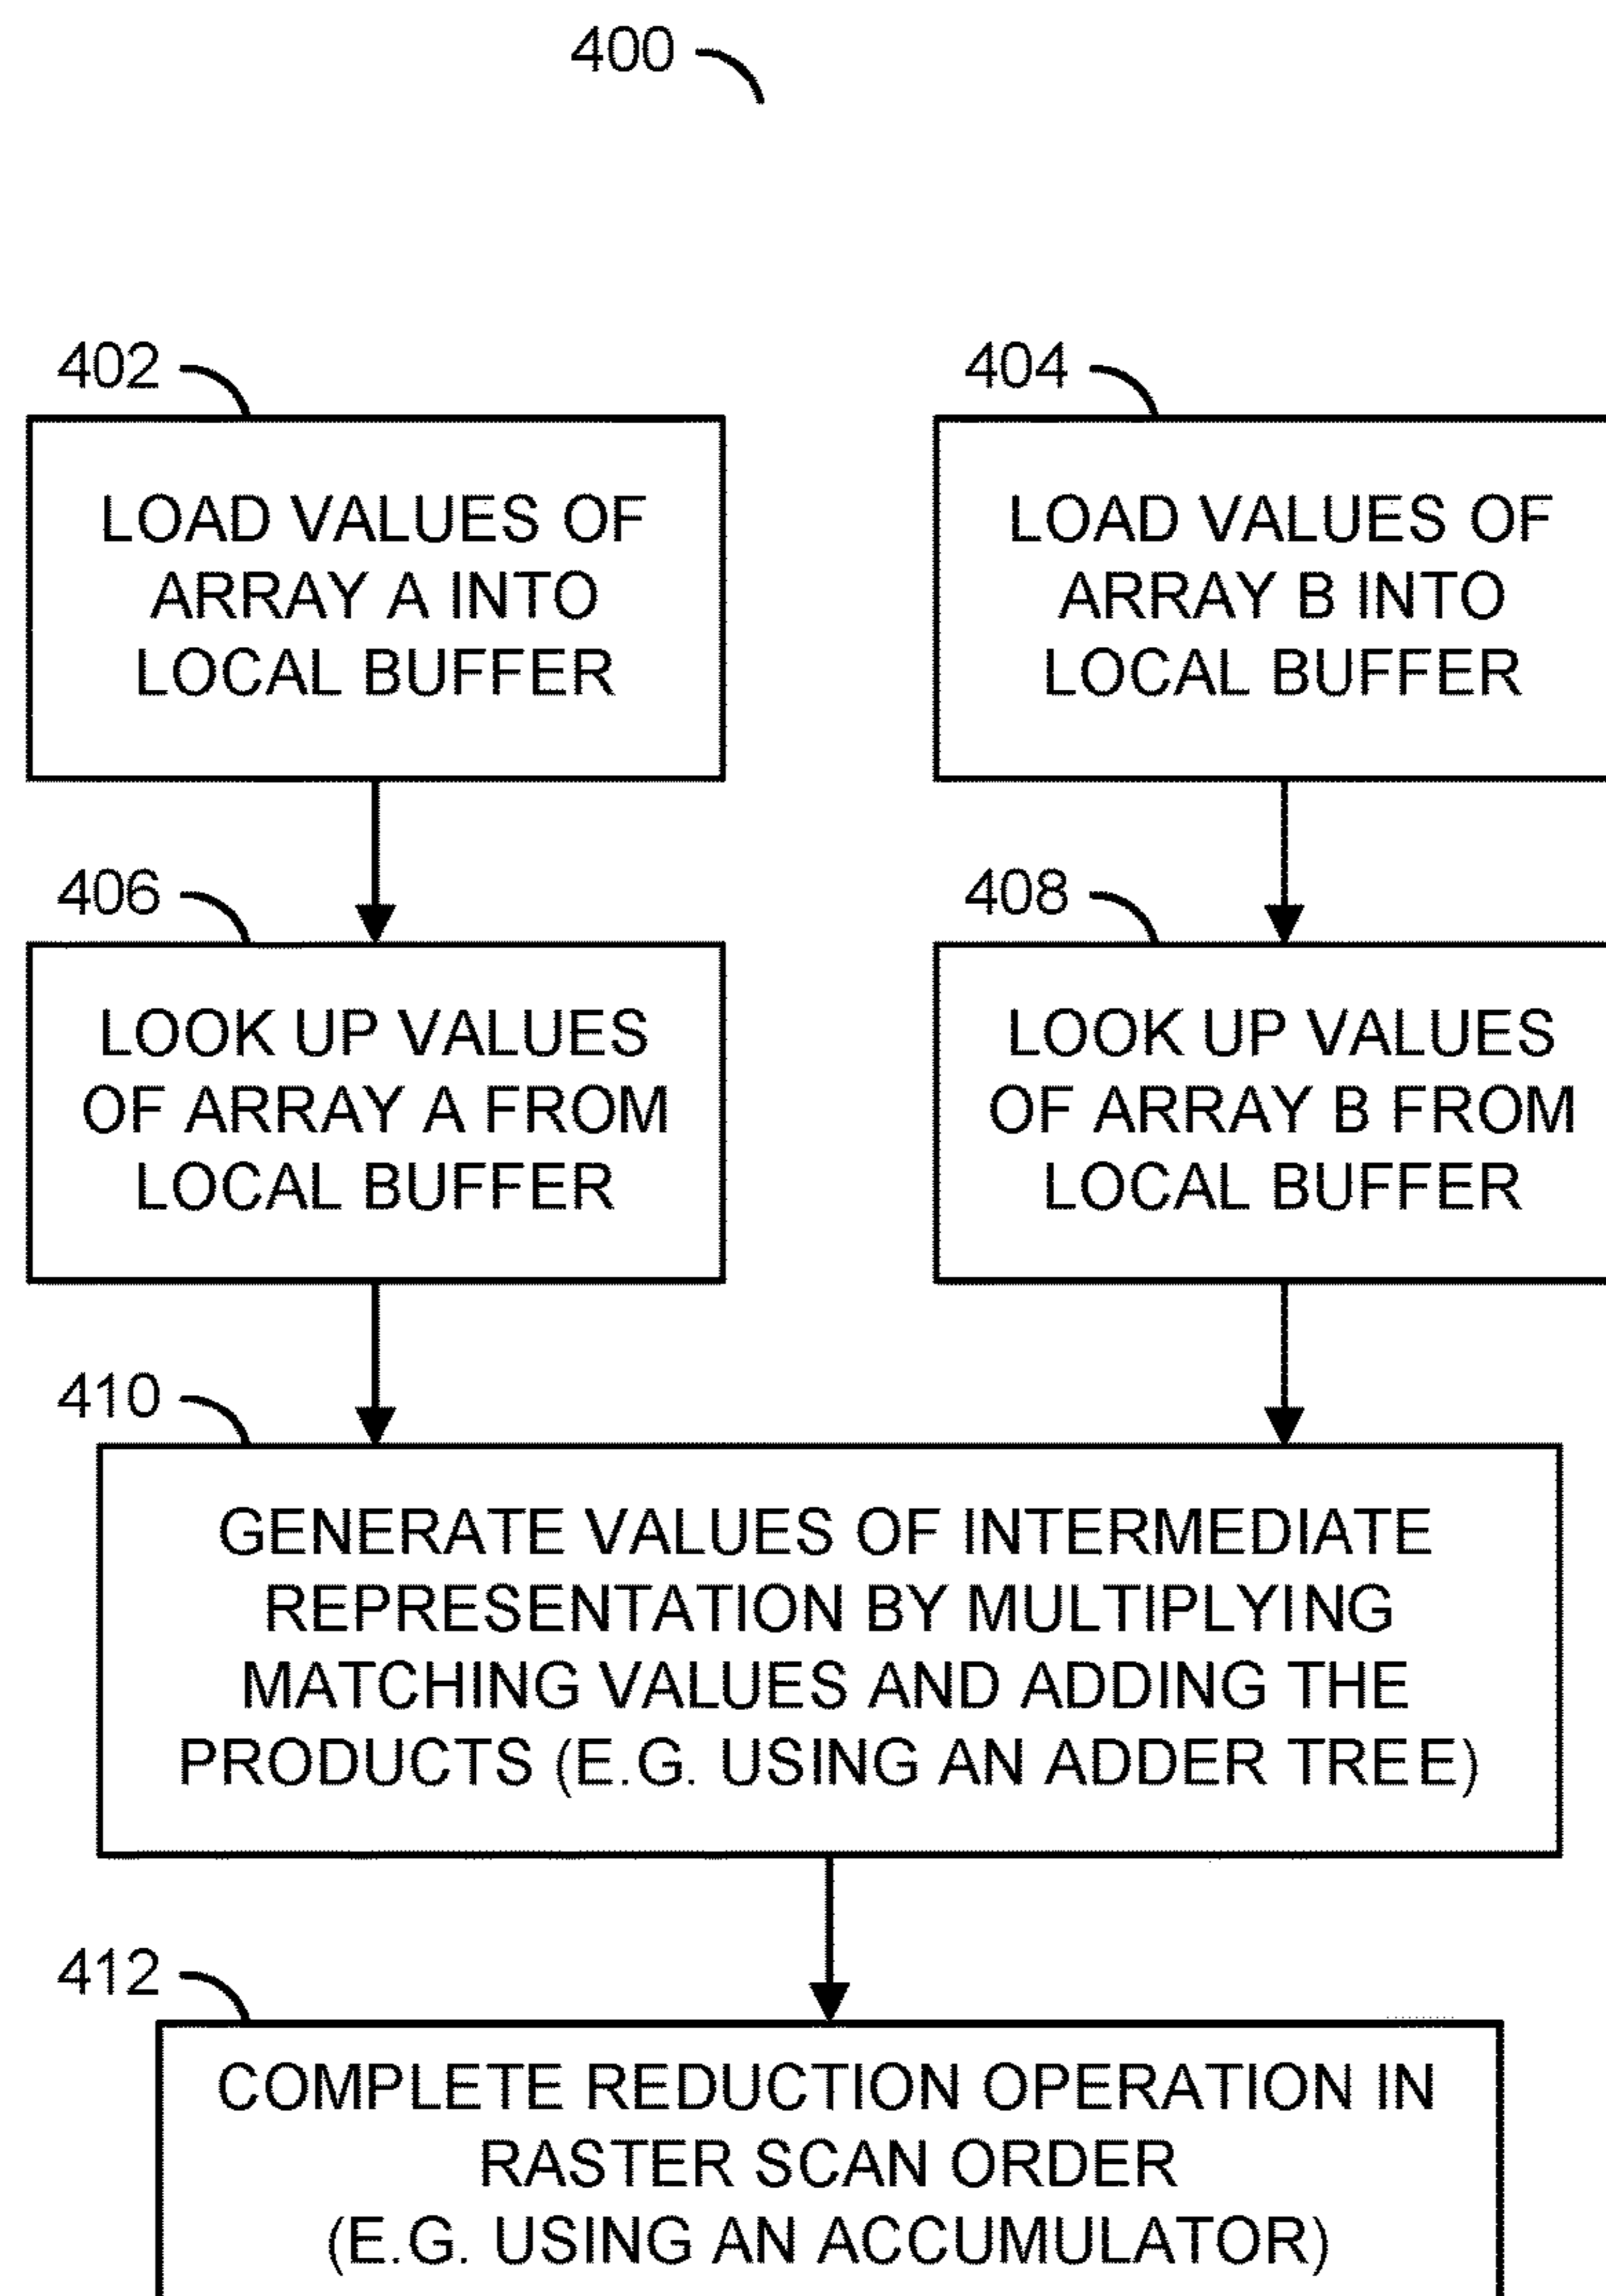 400
402
LOAD VALUES OF
ARRAY A INTO
LOCAL BUFFER
404
LOAD VALUES OF
ARRAY B INTO
LOCAL BUFFER
406
LOOK UP VALUES
OF ARRAY A FROM
LOCAL BUFFER
408
LOOK UP VALUES
OF ARRAY B FROM
LOCAL BUFFER
410
GENERATE VALUES OF INTERMEDIATE
REPRESENTATION BY MULTIPLYING
MATCHING VALUES AND ADDING THE
PRODUCTS (E.G. USING AN ADDER TREE)
412
COMPLETE REDUCTION OPERATION IN
RASTER SCAN ORDER
(E.G. USING AN ACCUMULATOR)